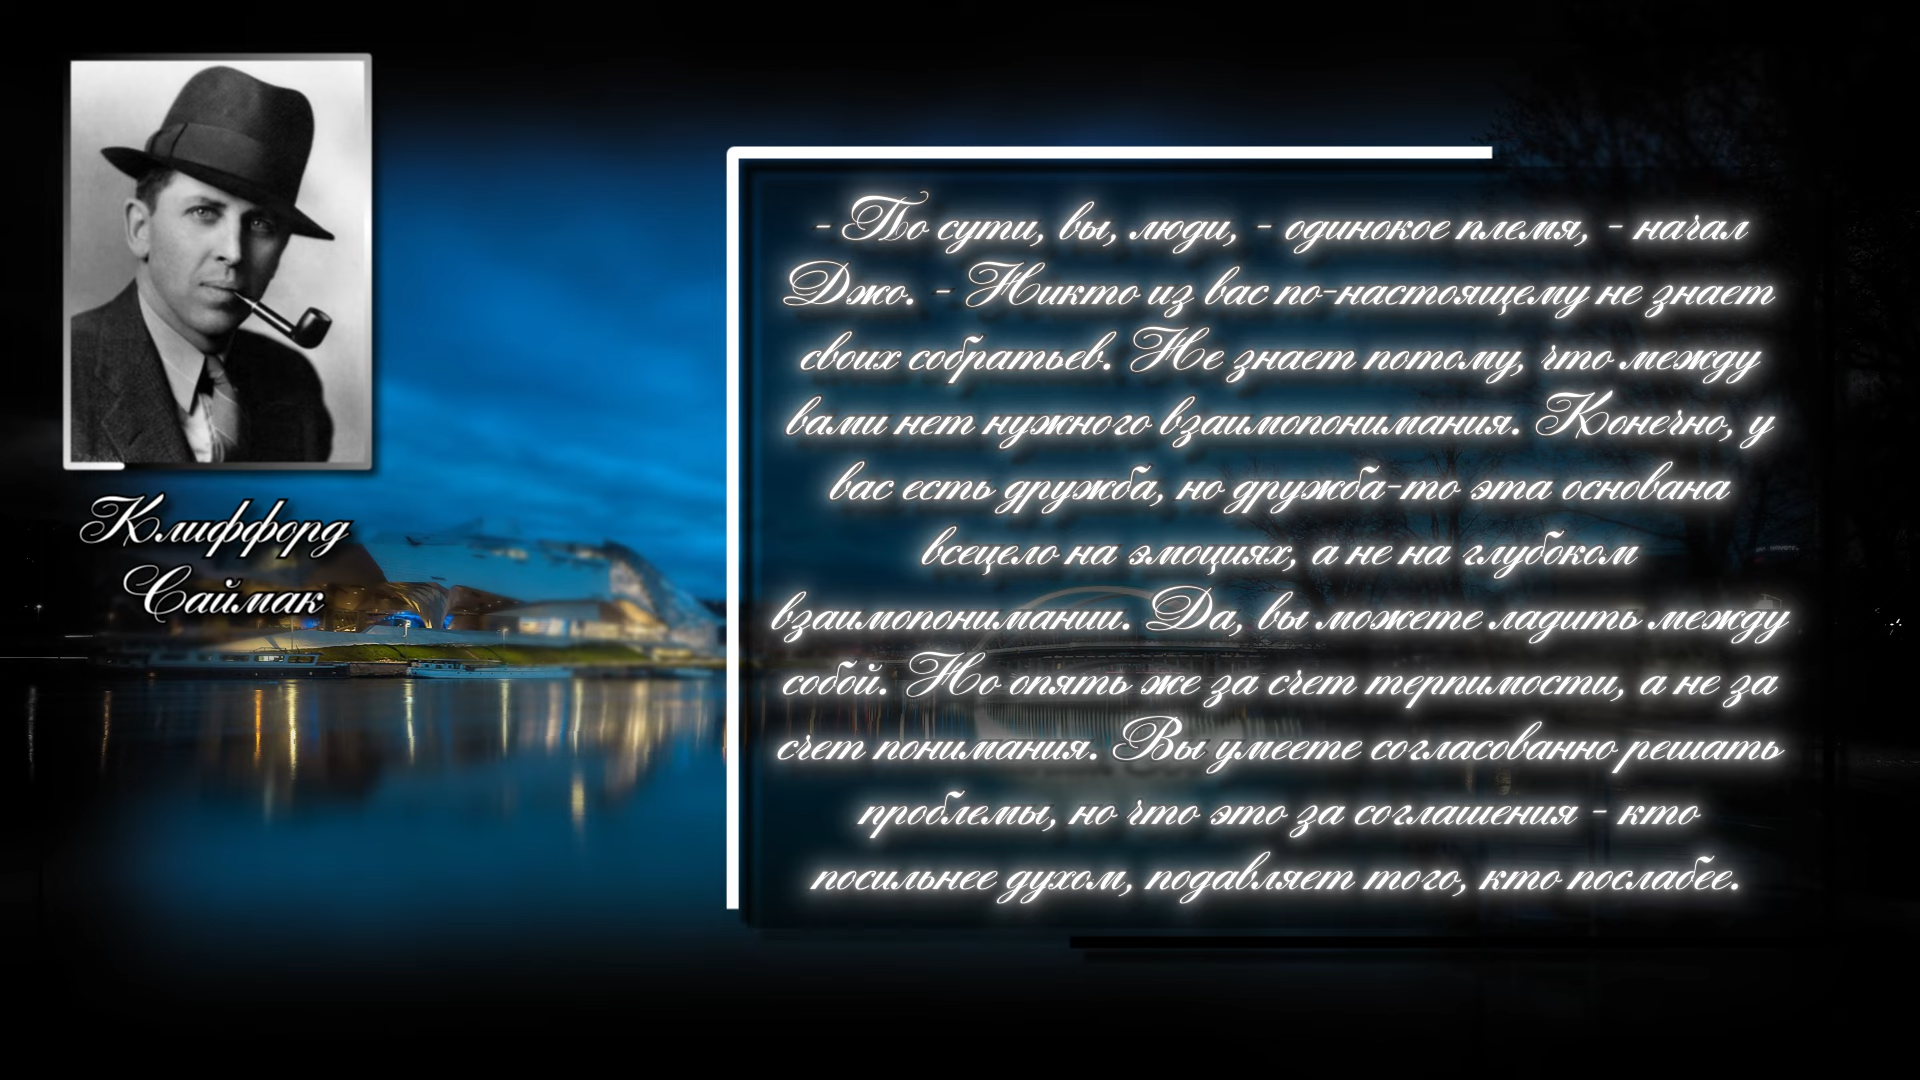 Клиффорд
Саймак
- По сути, вы, люди, - одинокое племя, - начал
Джо. - Никто из вас по-настоящему не знает
своих собратьев. Не знает потому, что между
вами нет нужного взаимопонимания. Конечно, у
вас есть дружба, но дружба-то эта основана
всецело на эмоциях, а не на глубоком
взаимопонимании. Да, вы можете ладить между
собой. Но опять же за счет терпимости, а не за
счет понимания. Вы умеете согласованно решать
проблемы, но что это за соглашения - кто
посильнее духом, подавляет того, кто послабее.